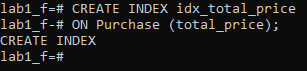 lab1_f=# CREATE INDEX idx_total_price
lab1_f-# ON Purchase (total_price);
CREATE INDEX
lab1_f=#